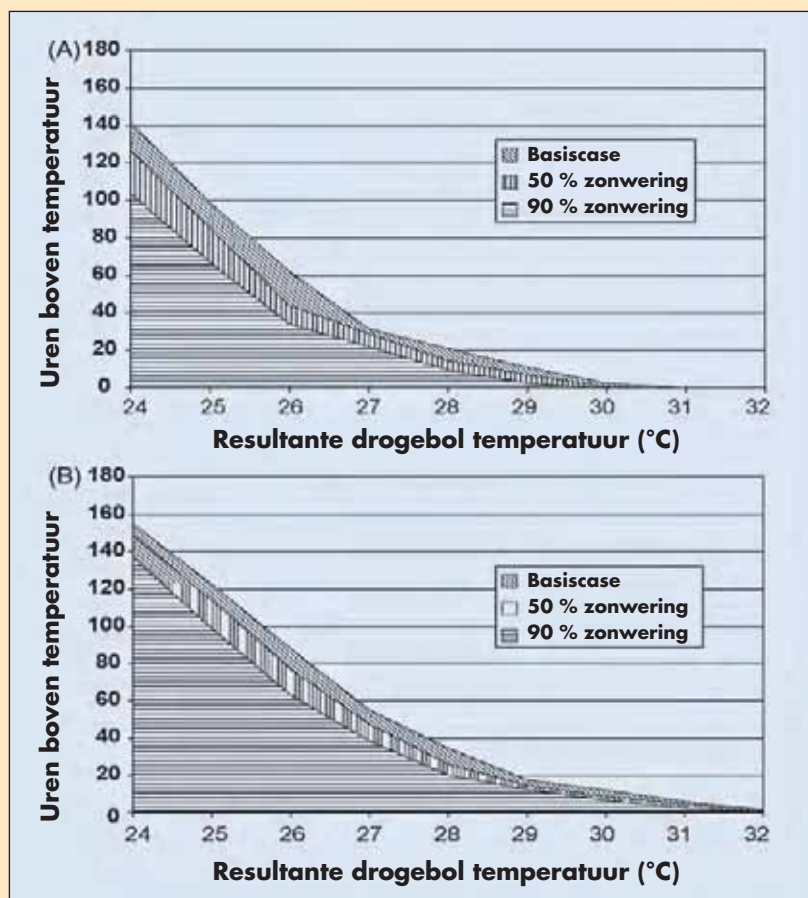 (A)
180
160
140
120
100
80
60
40
20
0
Uren boven temperatuur
Basiscase
50 % zonwering
90 % zonwering
24 25 26 27 28 29 30 31 32
Resultante drogebol temperatuur (°C)
(B)
180
160
140
120
100
80
60
40
20
0
Uren boven temperatuur
Basiscase
50 % zonwering
90 % zonwering
24 25 26 27 28 29 30 31 32
Resultante drogebol temperatuur (°C)